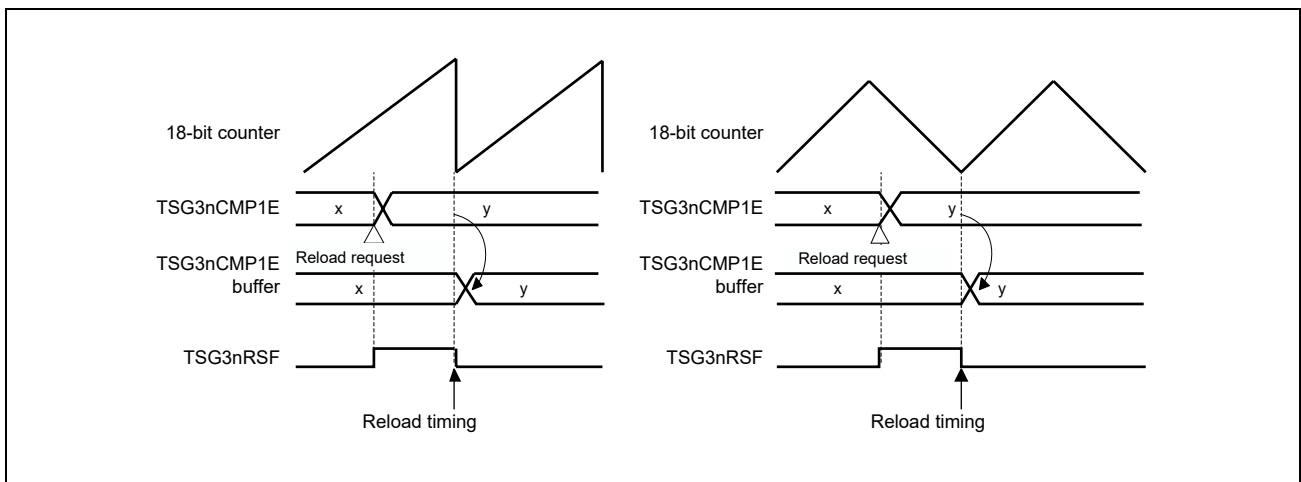 18-bit counter
TSG3nCMP1E
x
y
Reload request
TSG3nCMP1E
buffer
x
y
TSG3nRSF
Reload timing
18-bit counter
TSG3nCMP1E
x
y
Reload request
TSG3nCMP1E
buffer
x
y
TSG3nRSF
Reload timing